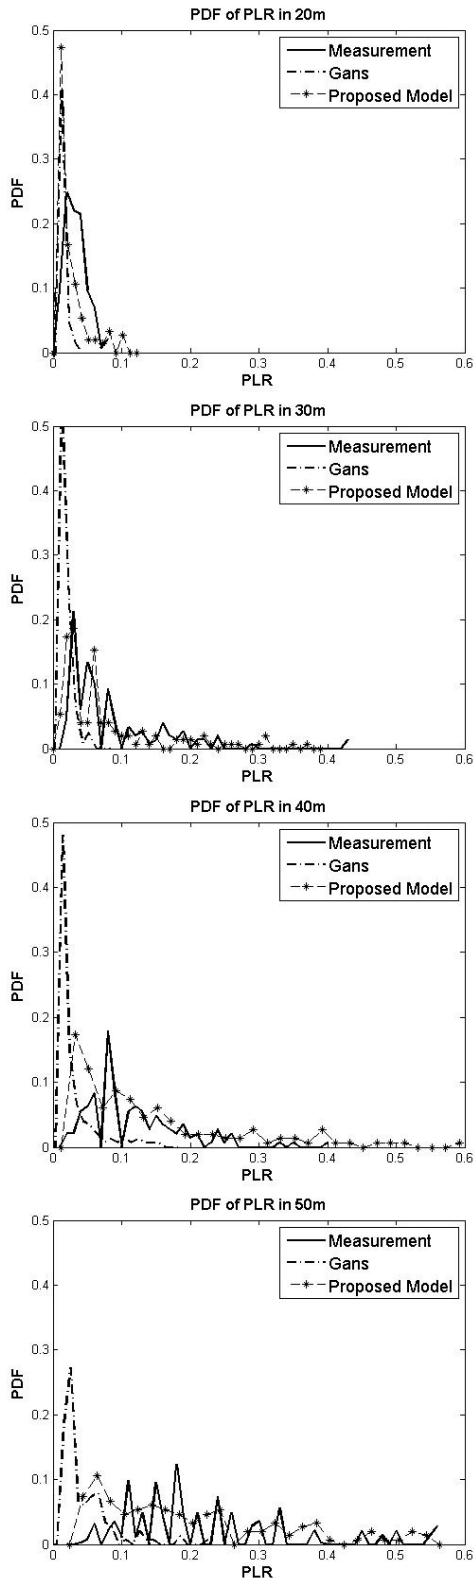 PDF of PLR in 20m
0.5
0.4
0.3
0.2
0.1
0
PDF
Measurement
Gans
Proposed Model
0 0.1 0.2 0.3 0.4 0.5 0.6
PLR
PDF of PLR in 30m
0.5
0.4
0.3
0.2
0.1
0
PDF
Measurement
Gans
Proposed Model
0 0.1 0.2 0.3 0.4 0.5 0.6
PLR
PDF of PLR in 40m
0.5
0.4
0.3
0.2
0.1
0
PDF
Measurement
Gans
Proposed Model
0 0.1 0.2 0.3 0.4 0.5 0.6
PLR
PDF of PLR in 50m
0.5
0.4
0.3
0.2
0.1
0
PDF
Measurement
Gans
Proposed Model
0 0.1 0.2 0.3 0.4 0.5 0.6
PLR